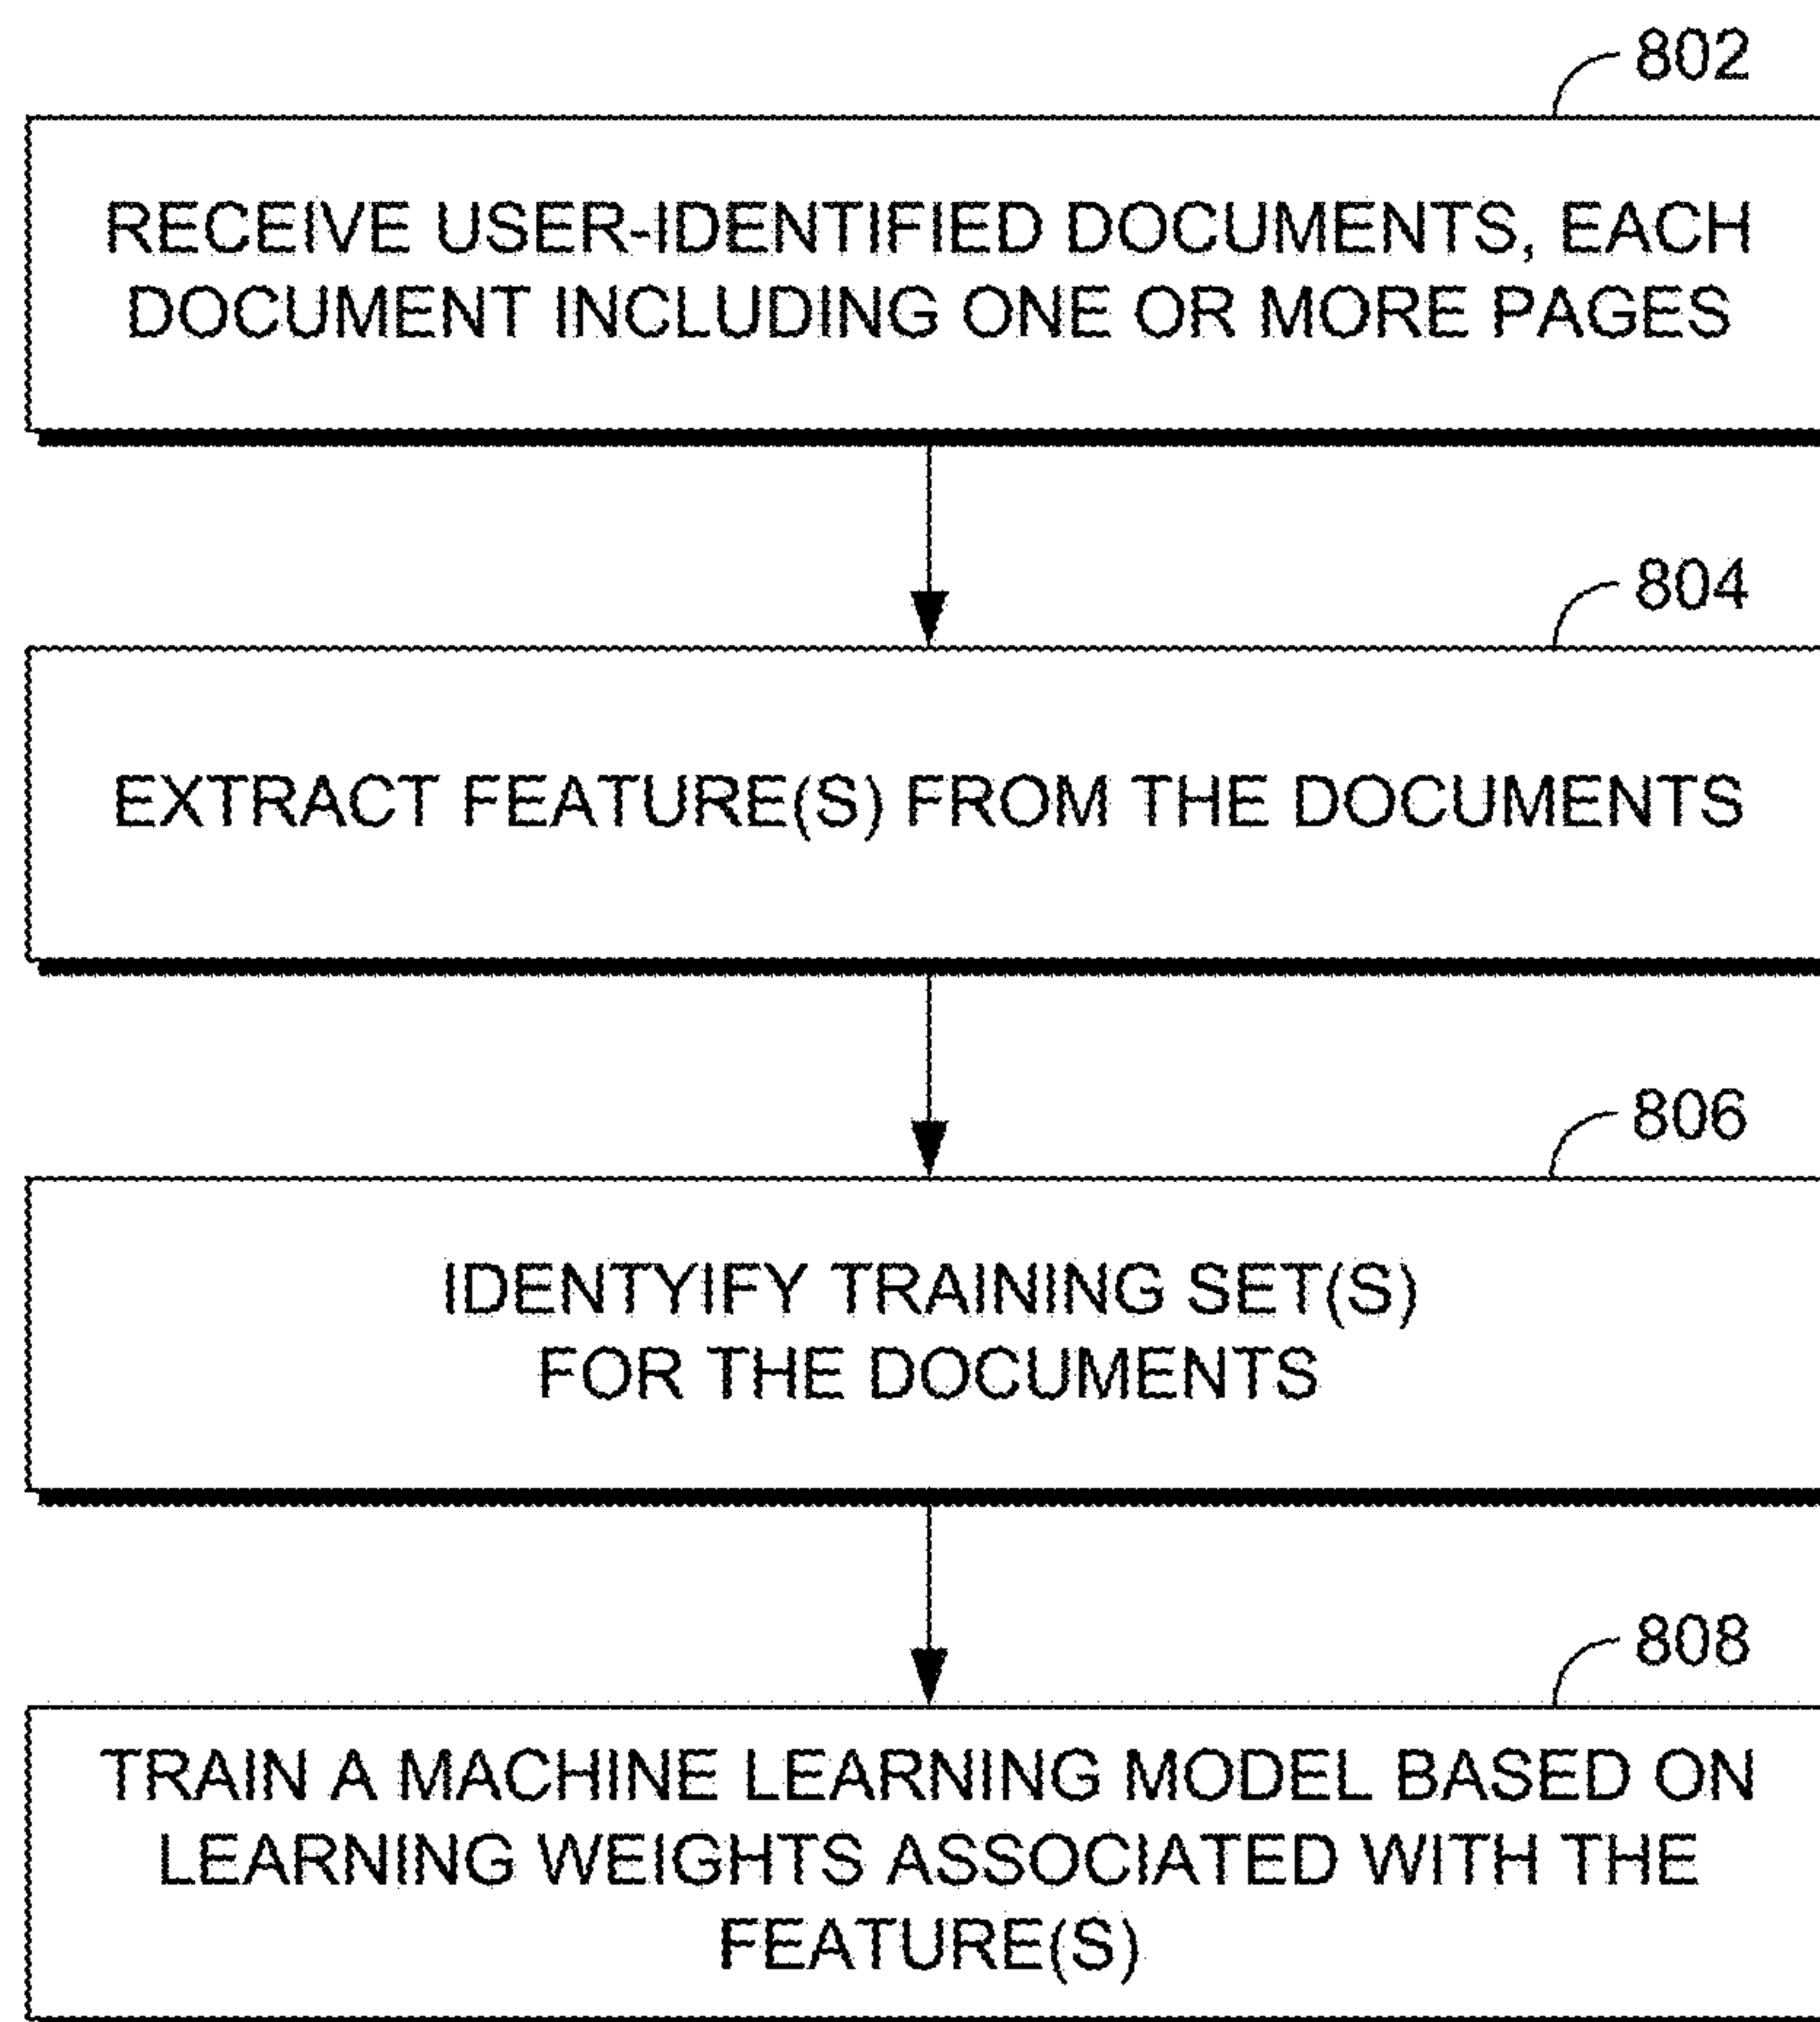 802
RECEIVE USER-IDENTIFIED DOCUMENTS, EACH
DOCUMENT INCLUDING ONE OR MORE PAGES
804
EXTRACT FEATURE(S) FROM THE DOCUMENTS
806
IDENTYIFY TRAINING SET(S)
FOR THE DOCUMENTS
808
TRAIN A MACHINE LEARNING MODEL BASED ON
LEARNING WEIGHTS ASSOCIATED WITH THE
FEATURE(S)